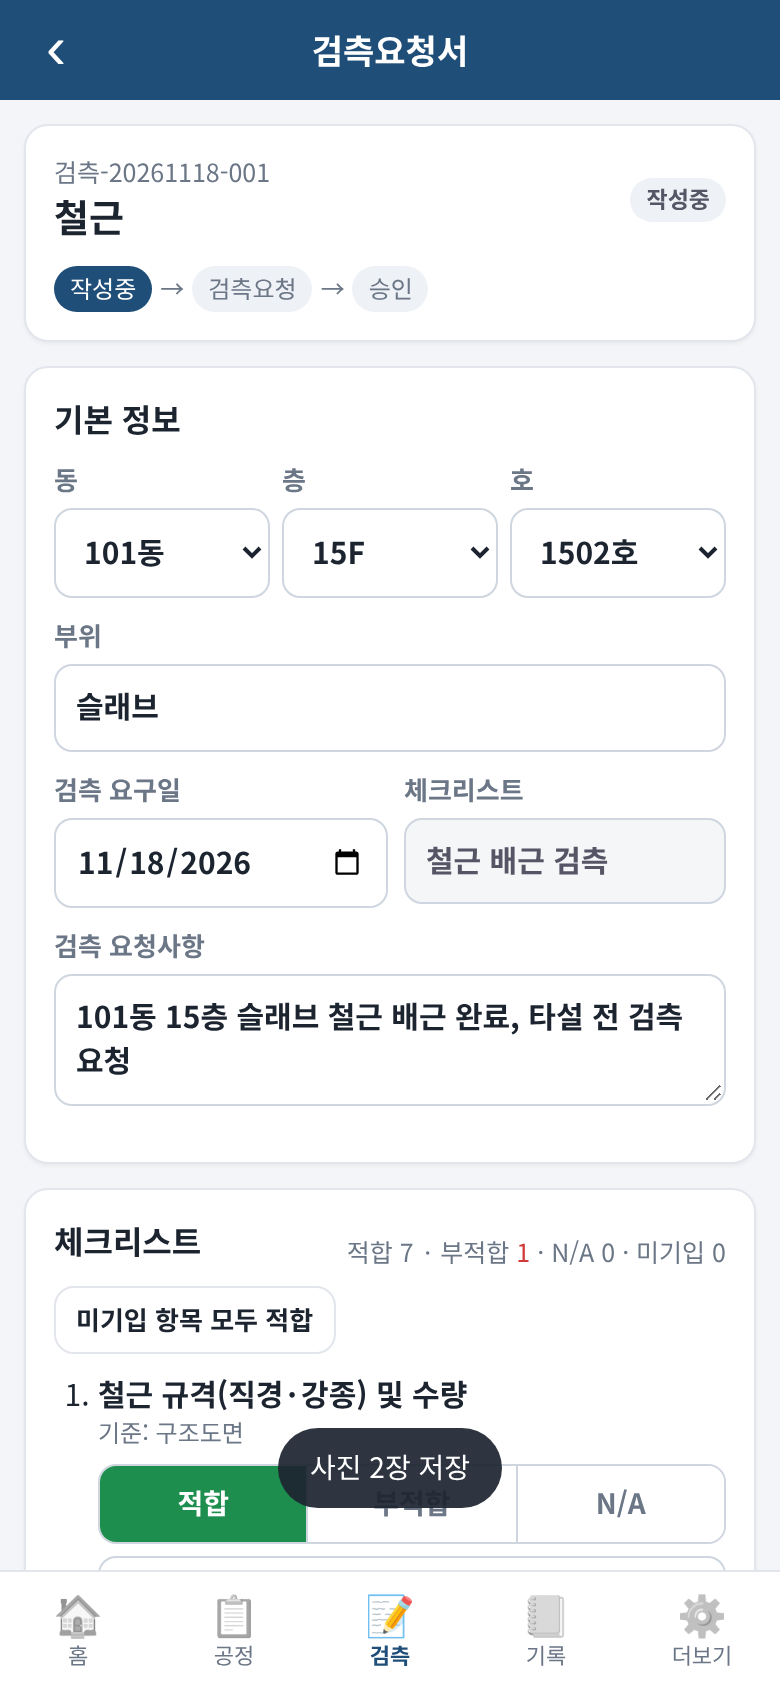 검측요청서
검측-20261118-001
철근
작성중
작성중 → 검측요청 → 승인
기본 정보
동 층 호
101동 15F 1502호
부위
슬래브
검측 요구일 체크리스트
11/18/2026 철근 배근 검측
검측 요청사항
101동 15층 슬래브 철근 배근 완료, 타설 전 검측
요청
체크리스트
적합 7 · 부적합 1 · N/A 0 · 미기입 0
미기입 항목 모두 적합
1. 철근 규격(직경·강종) 및 수량
기준: 구조도면
사진 2장 저장
적합 부적합 N/A
홈 공정 검측 기록 더보기